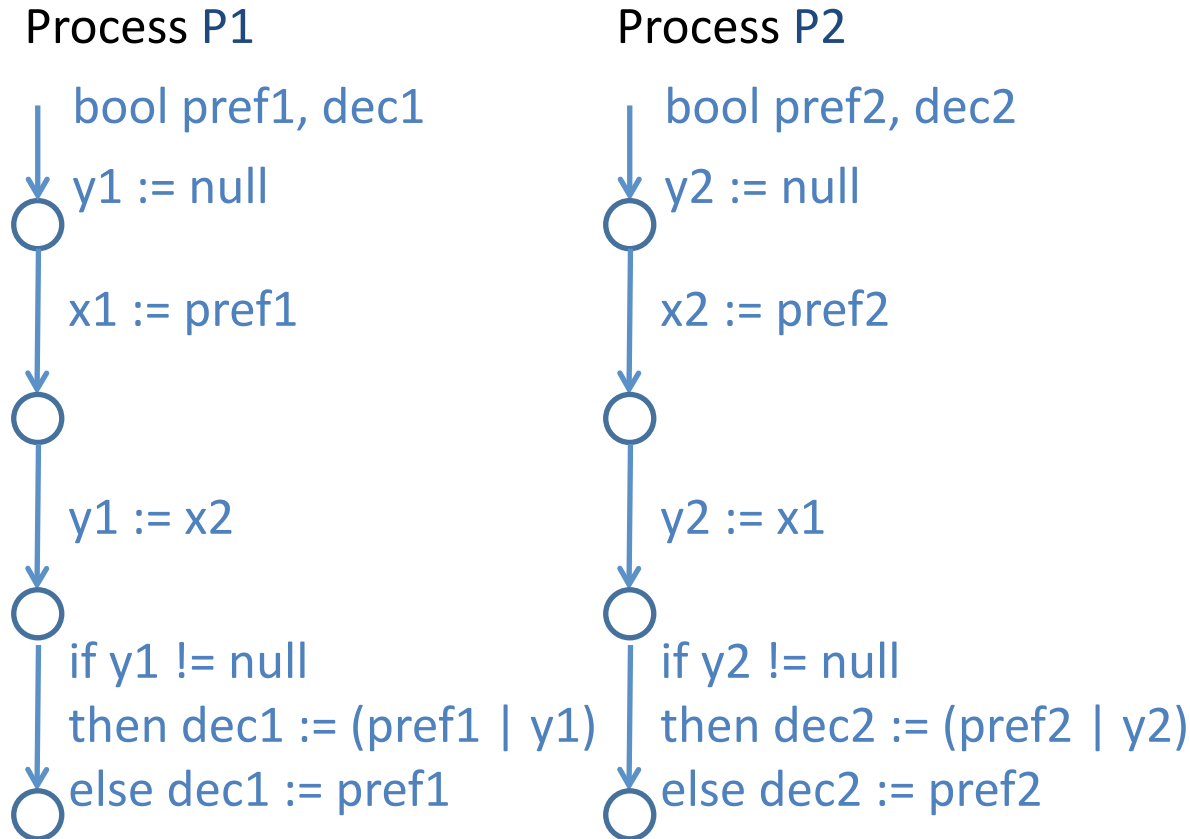 Process P1
bool pref1, dec1
y1 := null
x1 := pref1
y1 := x2
if y1 != null
then dec1 := (pref1 | y1)
else dec1 := pref1
Process P2
bool pref2, dec2
y2 := null
x2 := pref2
y2 := x1
if y2 != null
then dec2 := (pref2 | y2)
else dec2 := pref2